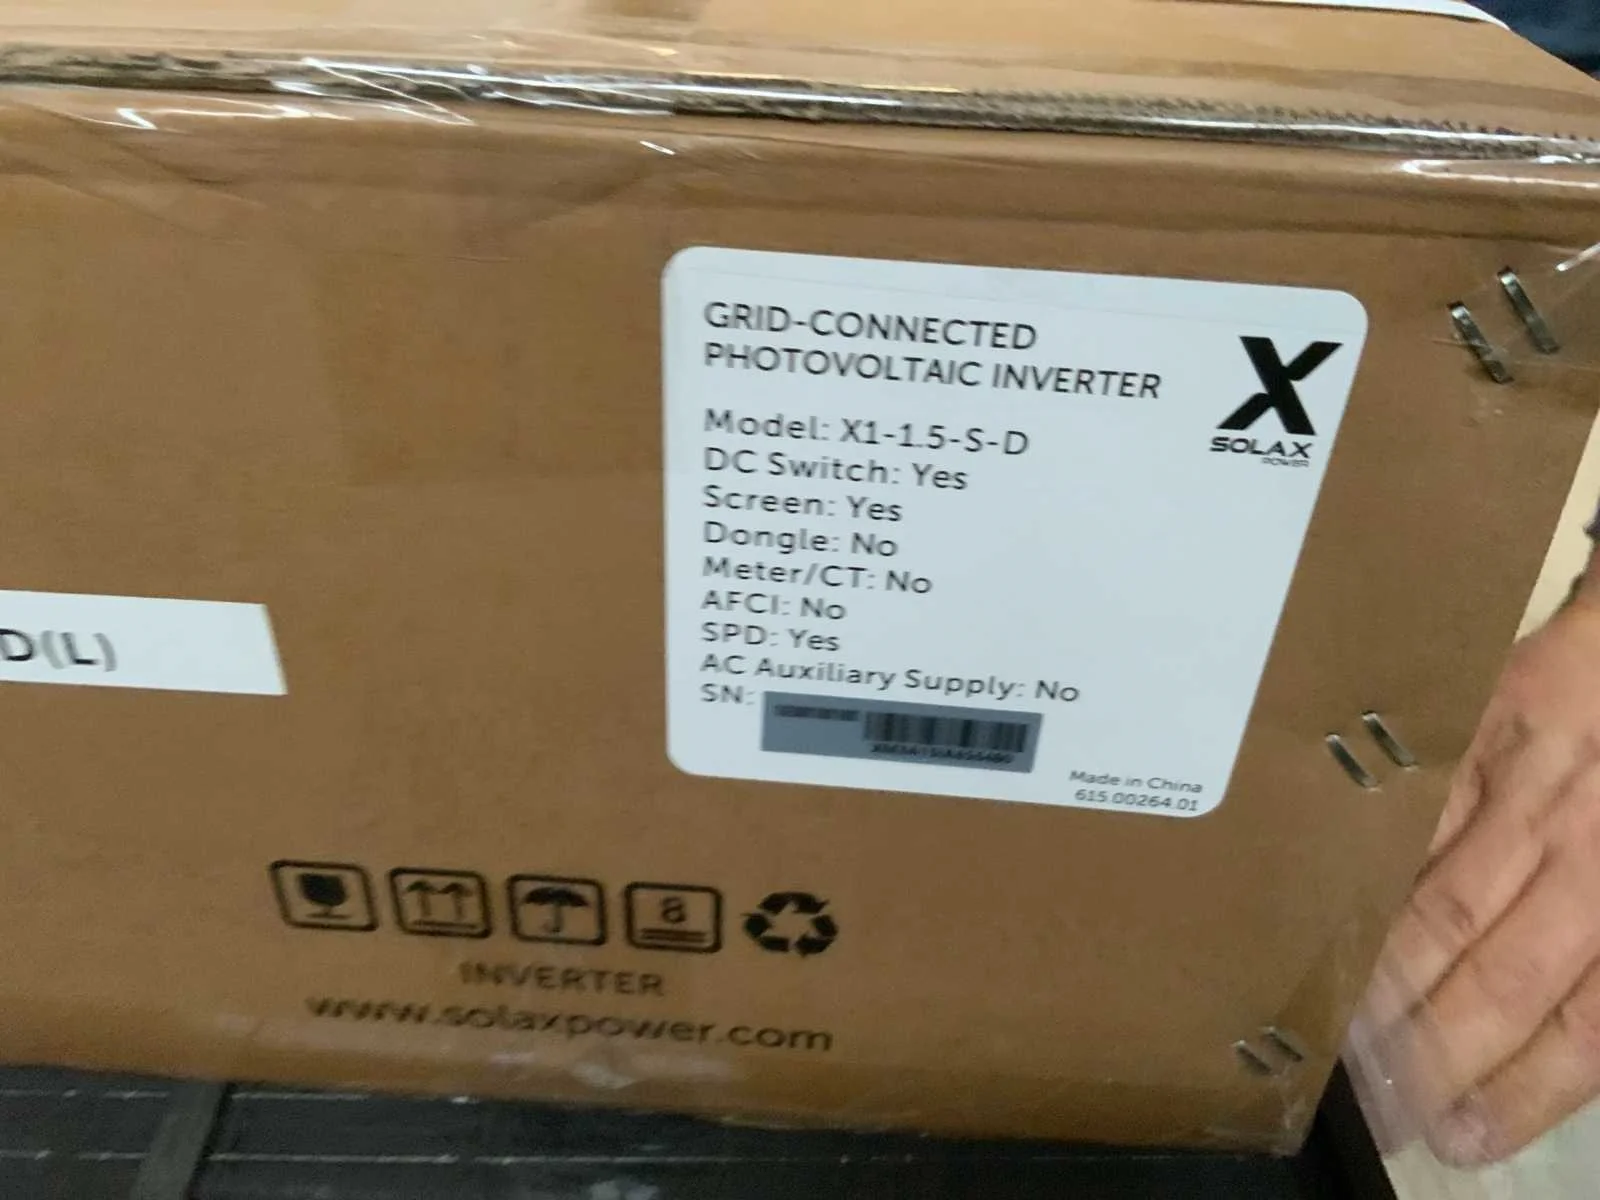 GRID-CONNECTED
PHOTOVOLTAIC INVERTER
Model: X1-1.5-S-D
DC Switch: Yes
Screen: Yes
Dongle: No
Meter/CT: No
AFCI: No
SPD: Yes
AC Auxiliary Supply: No
SN:
Made in China
615.00264.01
X
SOLAX
POWER
D(L)
8
INVERTER
www.solaxpower.com